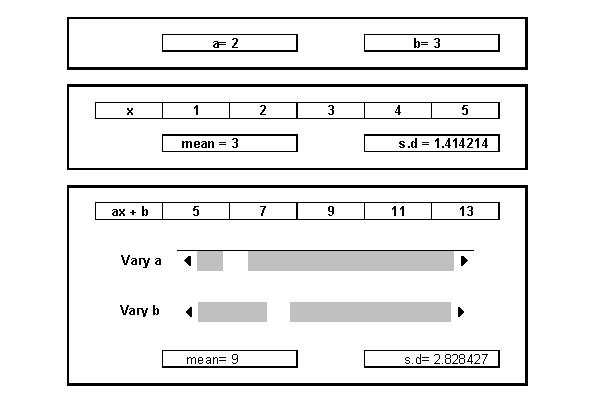 a= 2 b= 3
x 1 2 3 4 5
mean = 3 s.d = 1.414214
ax + b 5 7 9 11 13
Vary a
Vary b
mean= 9 s.d= 2.828427